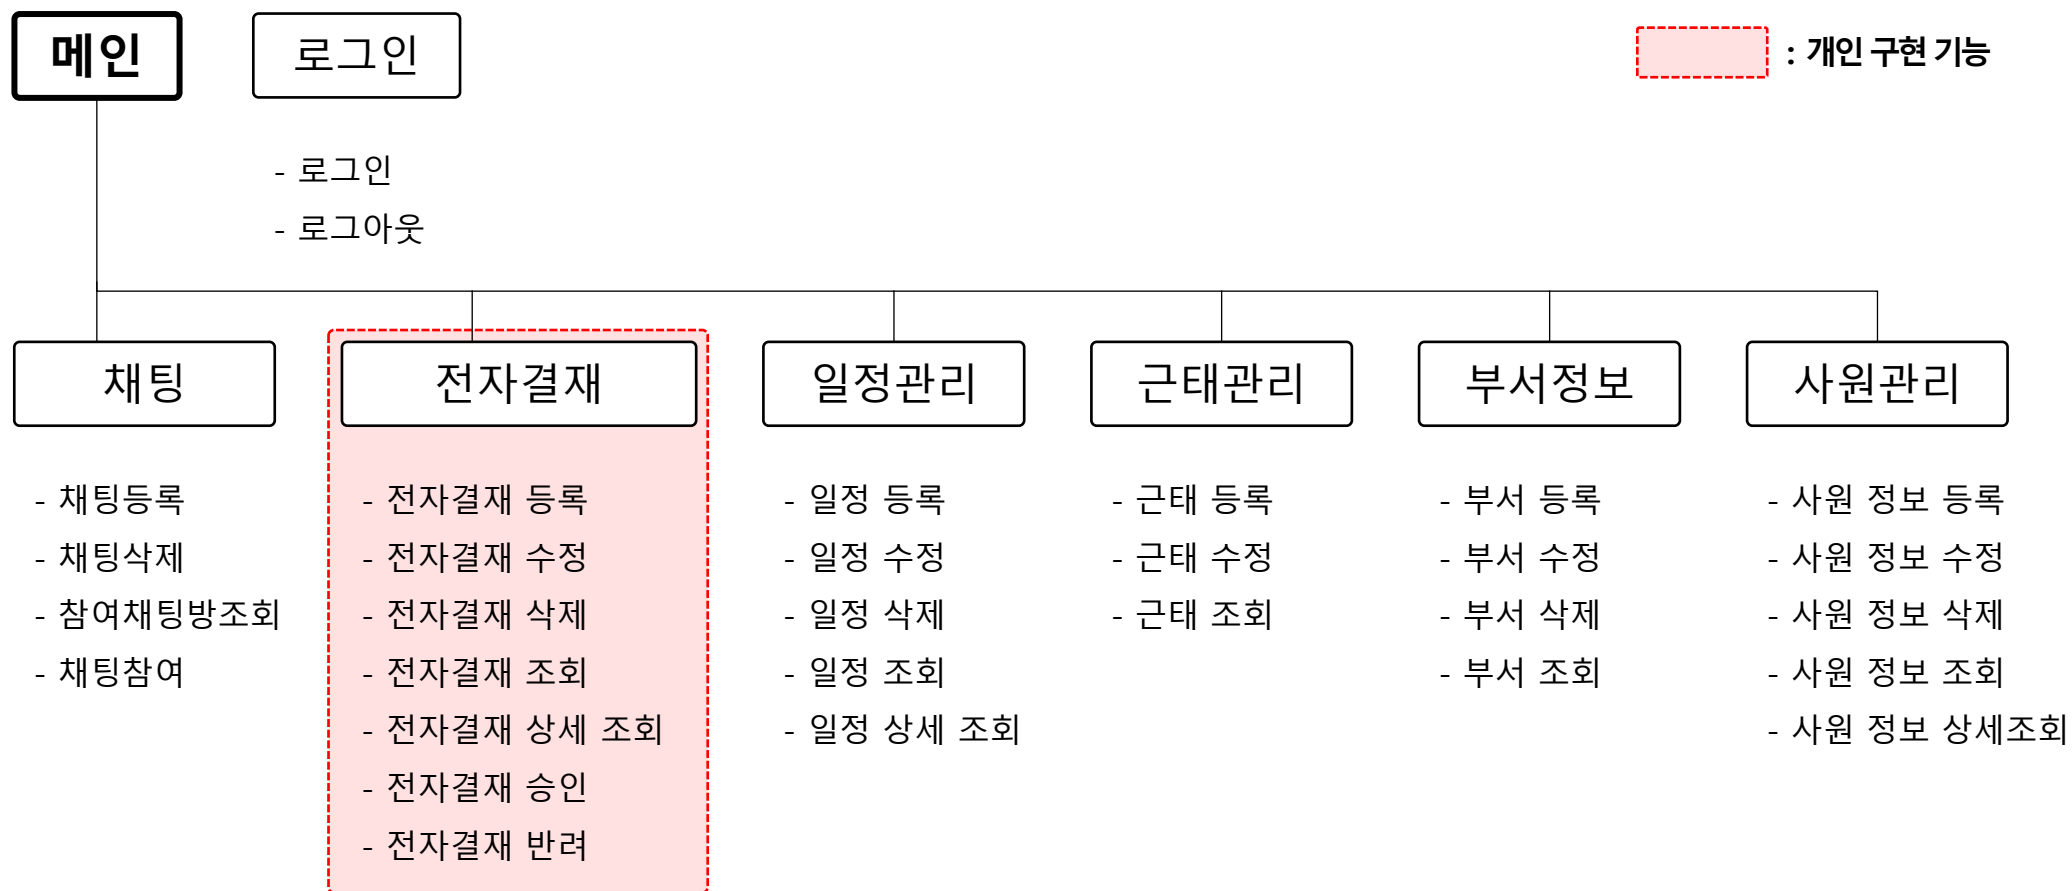 메인
로그인
: 개인 구현 기능
- 로그인
- 로그아웃
채팅
- 채팅등록
- 채팅삭제
- 참여채팅방조회
- 채팅참여
전자결재
- 전자결재 등록
- 전자결재 수정
- 전자결재 삭제
- 전자결재 조회
- 전자결재 상세 조회
- 전자결재 승인
- 전자결재 반려
일정관리
- 일정 등록
- 일정 수정
- 일정 삭제
- 일정 조회
- 일정 상세 조회
근태관리
- 근태 등록
- 근태 수정
- 근태 조회
부서정보
- 부서 등록
- 부서 수정
- 부서 삭제
- 부서 조회
사원관리
- 사원 정보 등록
- 사원 정보 수정
- 사원 정보 삭제
- 사원 정보 조회
- 사원 정보 상세조회